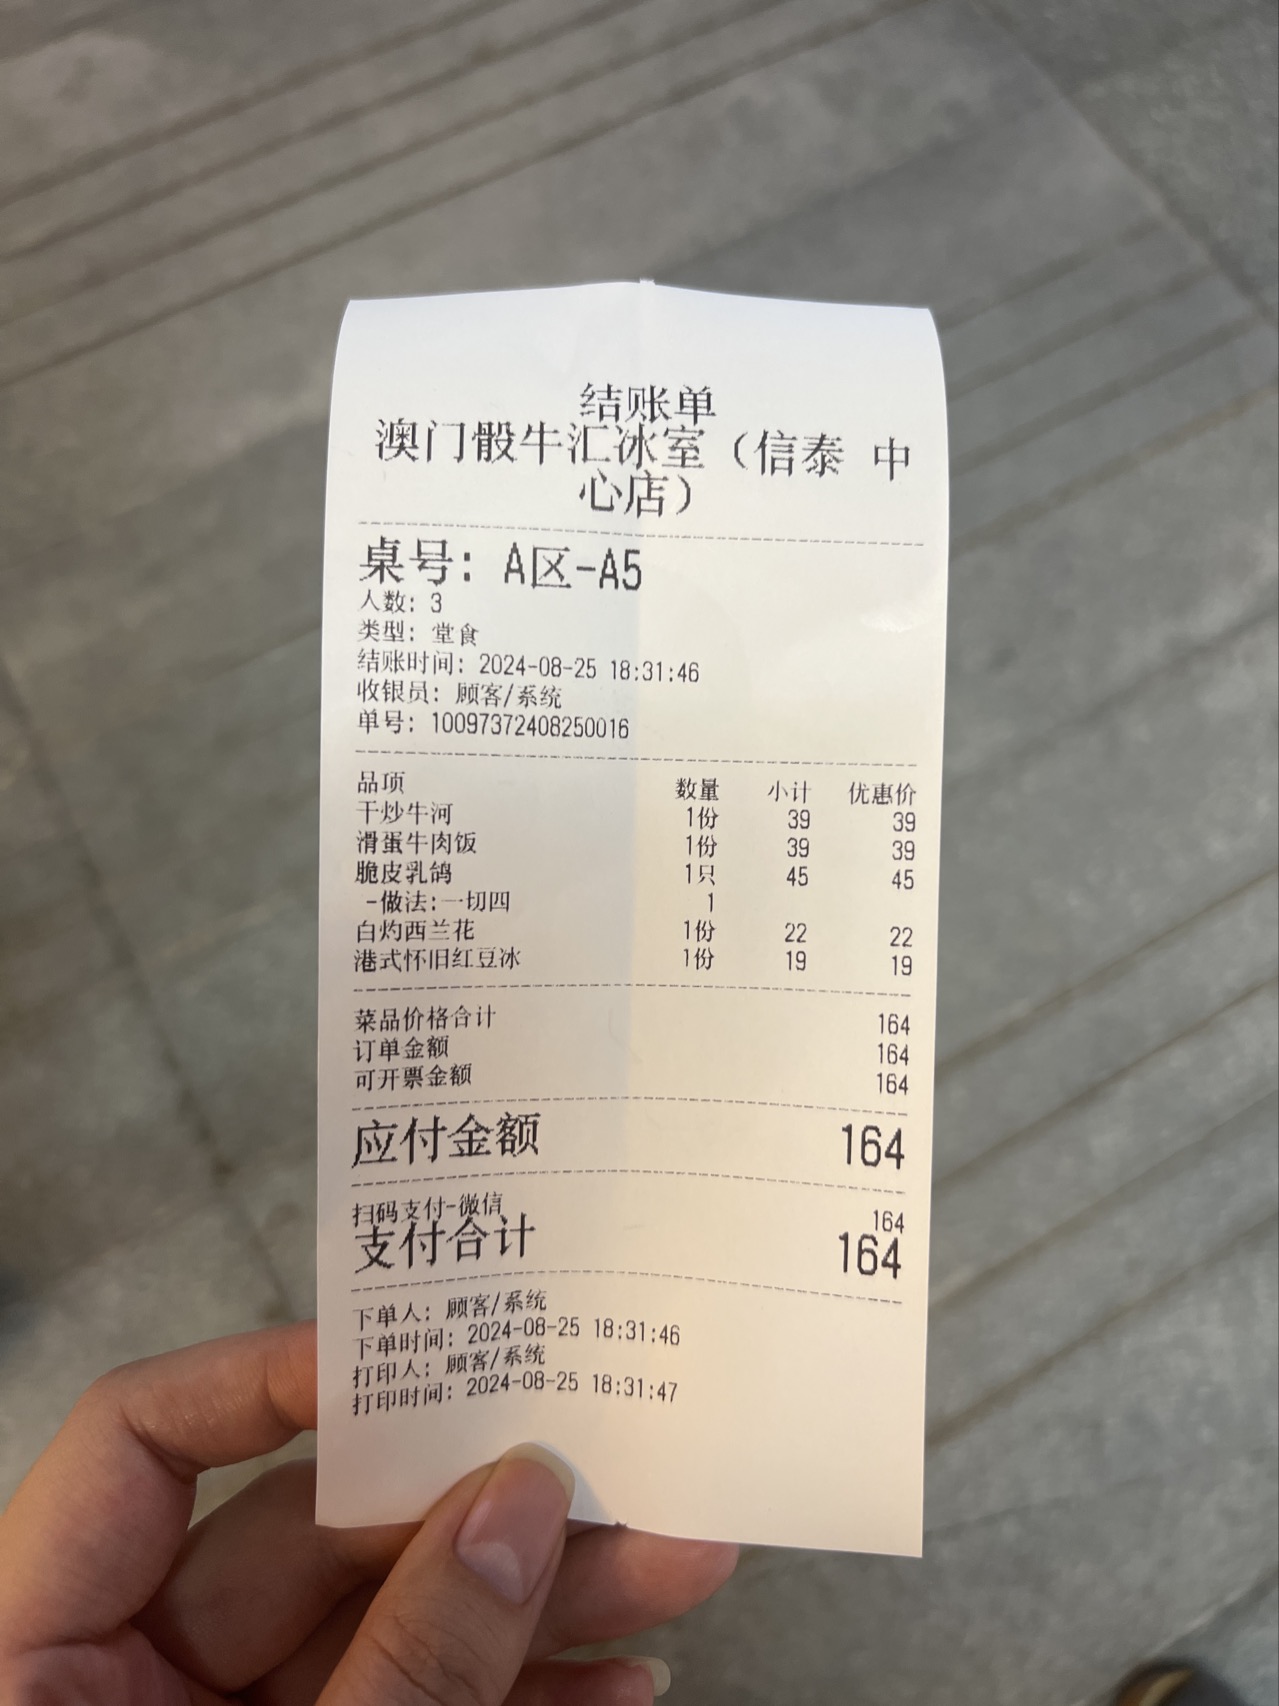 结账单
澳门骰牛汇冰室（信泰 中
心店）
桌号: A区-A5
人数: 3
类型: 堂食
结账时间: 2024-08-25 18:31:46
收银员: 顾客/系统
单号: 10097372408250016
品项 数量 小计 优惠价
干炒牛河 1份 39 39
滑蛋牛肉饭 1份 39 39
脆皮乳鸽 1只 45 45
-做法:一切四 1
白灼西兰花 1份 22 22
港式怀旧红豆冰 1份 19 19
菜品价格合计 164
订单金额 164
可开票金额 164
应付金额 164
扫码支付-微信 164
支付合计 164
下单人: 顾客/系统
下单时间: 2024-08-25 18:31:46
打印人: 顾客/系统
打印时间: 2024-08-25 18:31:47